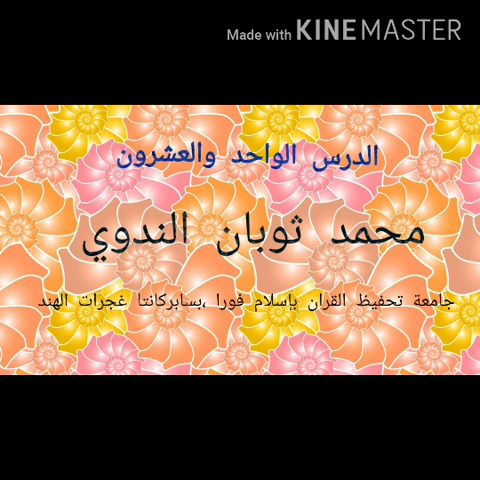 Made with KINEMASTER
الدرس الواحد والعشرون
محمد ثوبان الندوي
جامعة تحفيظ القران بإسلام فورا ،بسابركانتا غجرات الهند